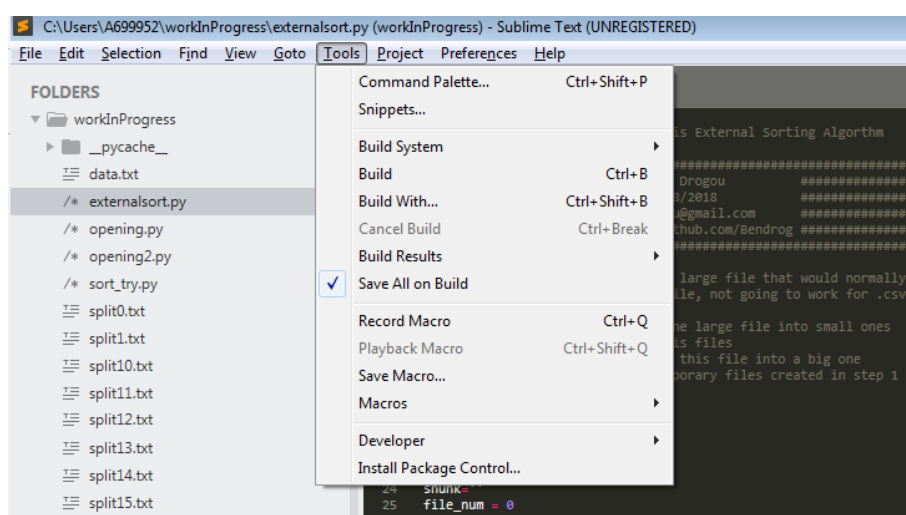 C:\Users\A699952\workInProgress\externalsort.py (workInProgress) - Sublime Text (UNREGISTERED)
File Edit Selection Find View Goto Tools Project Preferences Help
FOLDERS
workInProgress
__pycache__
data.txt
/* externalsort.py
/* opening.py
/* opening2.py
/* sort_try.py
split0.txt
split1.txt
split10.txt
split11.txt
split12.txt
split13.txt
split14.txt
split15.txt
Command Palette... Ctrl+Shift+P
Snippets...
Build System
Build Ctrl+B
Build With... Ctrl+Shift+B
Cancel Build Ctrl+Break
Build Results
Save All on Build
Record Macro Ctrl+Q
Playback Macro Ctrl+Shift+Q
Save Macro...
Macros
Developer
Install Package Control...
is External Sorting Algorthm
################################
Drogou ##############
8/2018 ##############
u@gmail.com ##############
thub.com/Bendrog ##############
################################
large file that would normally
ile, not going to work for .csv
ne large file into small ones
is files
this file into a big one
porary files created in step 1
24
25 file_num = 0